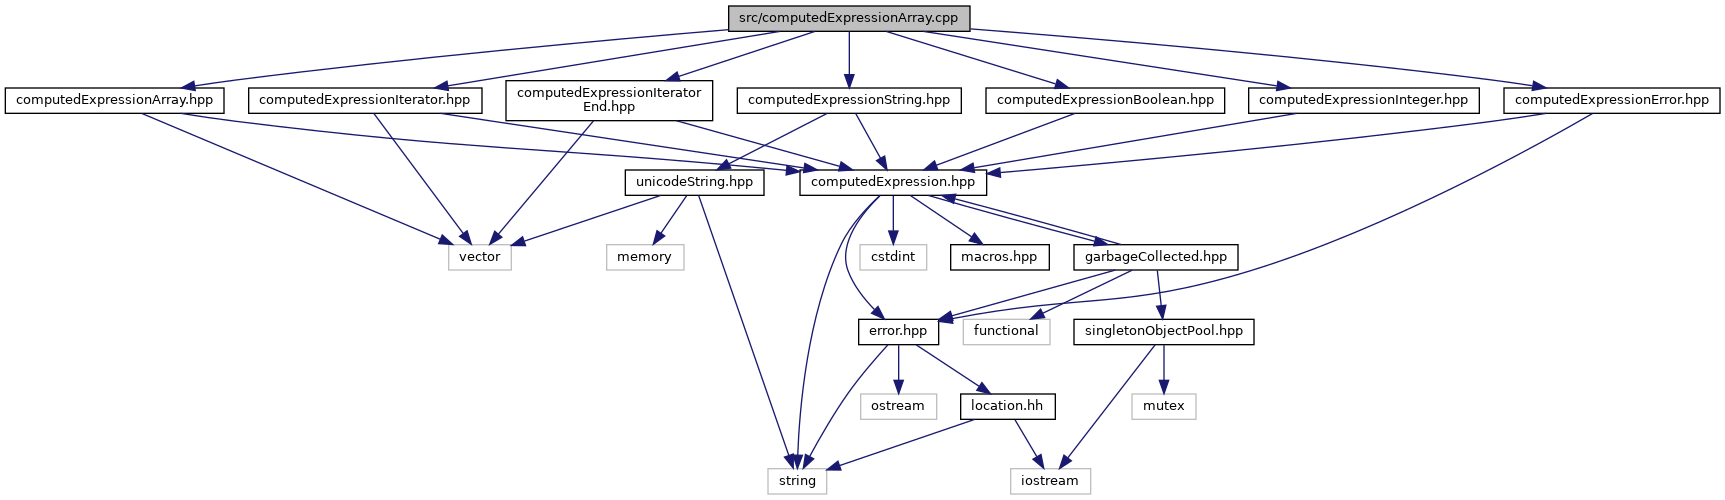 src/computedExpressionArray.cpp
computedExpressionArray.hpp
computedExpressionIterator.hpp
computedExpressionIterator
End.hpp
computedExpressionString.hpp
computedExpressionBoolean.hpp
computedExpressionInteger.hpp
computedExpressionError.hpp
unicodeString.hpp
computedExpression.hpp
vector
memory
cstdint
macros.hpp
garbageCollected.hpp
error.hpp
functional
singletonObjectPool.hpp
ostream
location.hh
mutex
string
iostream